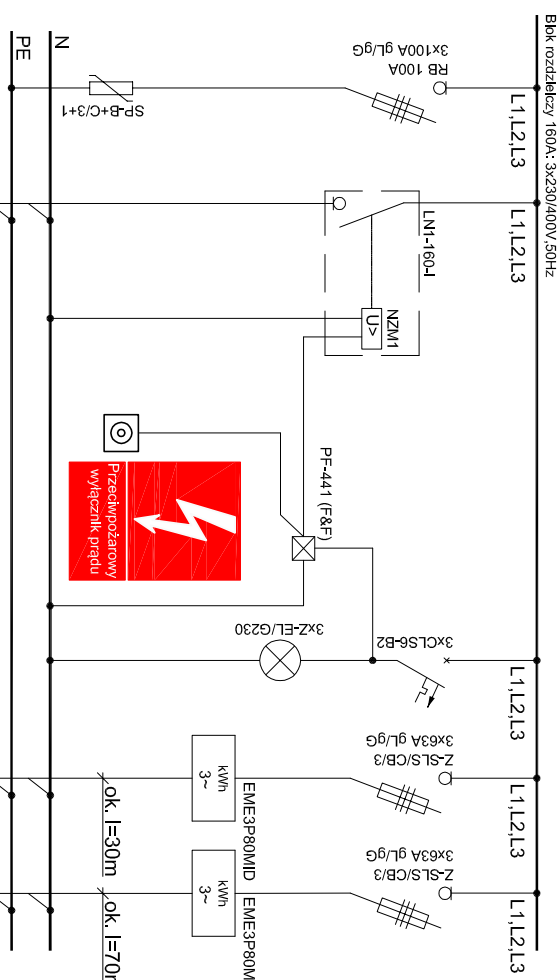 Blok rozdzielczy 160A: 3x230/400V,50Hz
L1,L2,L3
L1,L2,L3
L1,L2,L3
L1,L2,L3
L1,L2,L3
RB 100A
3x100A gL/gG
SP-B+C/3+1
LN1-160-I
NZM1
U>
PF-441 (F&F)
Przeciwpożarowy
wyłącznik prądu
3xCLS6-B2
3xZ-EL/G230
Z-SLS/CB/3
3x63A gL/gG
Z-SLS/CB/3
3x63A gL/gG
EME3P80MID
kWh
3~
kWh
3~
ok. l=30m
N
PE